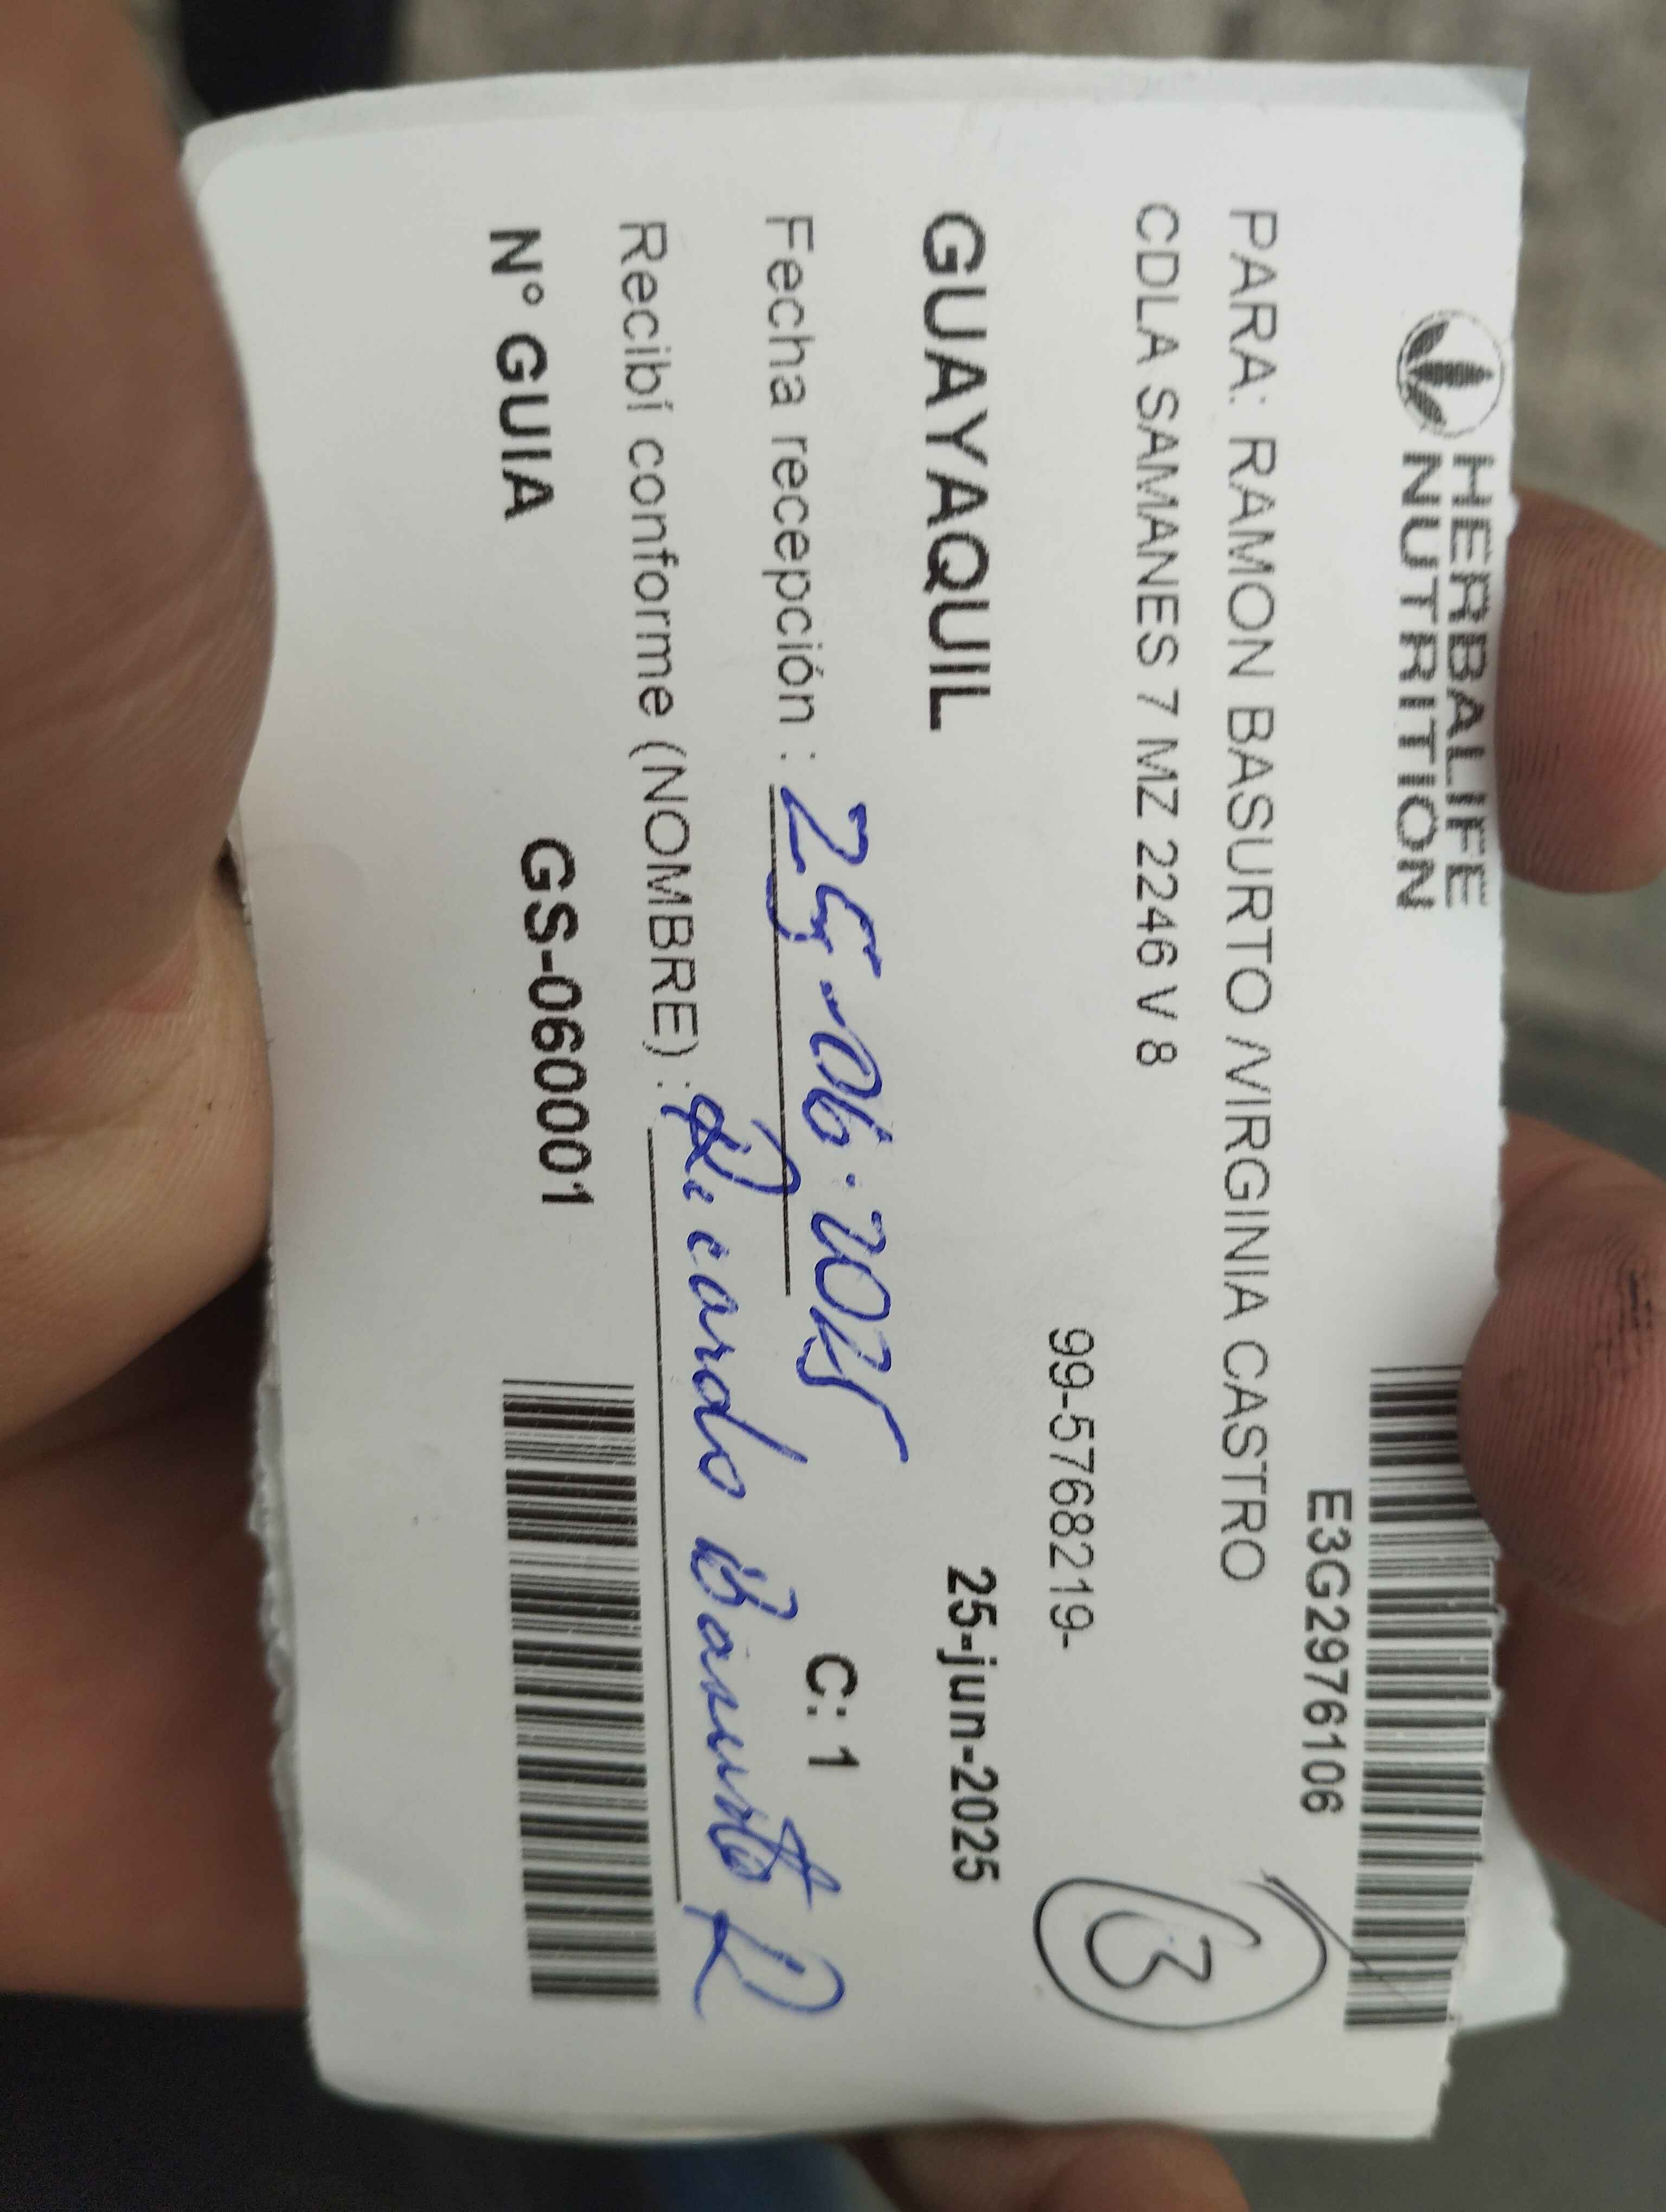 HERBALIFE
NUTRITION
E3G2976106
PARA: RAMON BASURTO /VIRGINIA CASTRO
CDLA SAMANES 7 MZ 2246 V 8
3
99-5768219-
GUAYAQUIL 25-jun-2025
Fecha recepción : 25-06-2025 C: 1
Recibí conforme (NOMBRE) : Ricardo Basurto R
N° GUIA GS-060001